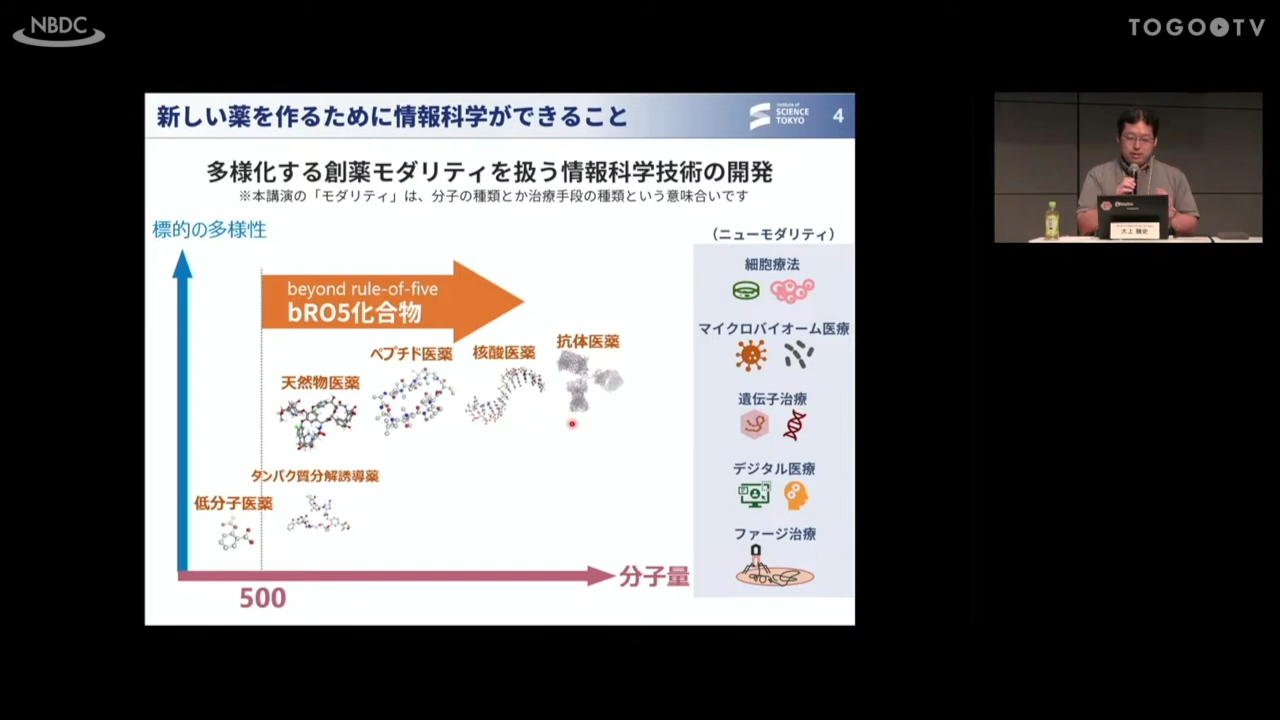 NBDC
TOGOTV
新しい薬を作るために情報科学ができること
Institute of
SCIENCE
TOKYO
4
多様化する創薬モダリティを扱う情報科学技術の開発
※本講演の「モダリティ」は、分子の種類とか治療手段の種類という意味合いです
標的の多様性
(ニューモダリティ)
beyond rule-of-five
bRO5化合物
細胞療法
マイクロバイオーム医療
抗体医薬
ペプチド医薬
核酸医薬
天然物医薬
遺伝子治療
タンパク質分解誘導薬
デジタル医療
低分子医薬
ファージ治療
分子量
500
大上 雅史